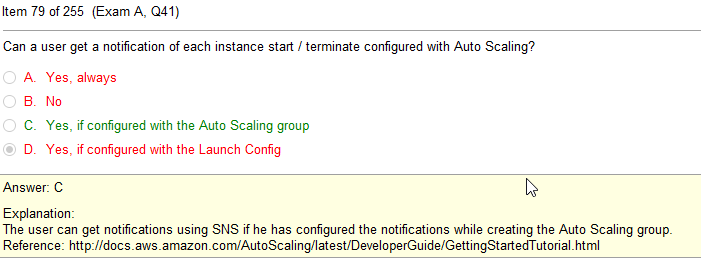 Item 79 of 255 (Exam A, Q41)
Can a user get a notification of each instance start / terminate configured with Auto Scaling?
A. Yes, always
B. No
C. Yes, if configured with the Auto Scaling group
D. Yes, if configured with the Launch Config
Answer: C
Explanation:
The user can get notifications using SNS if he has configured the notifications while creating the Auto Scaling group.
Reference: http://docs.aws.amazon.com/AutoScaling/latest/DeveloperGuide/GettingStartedTutorial.html